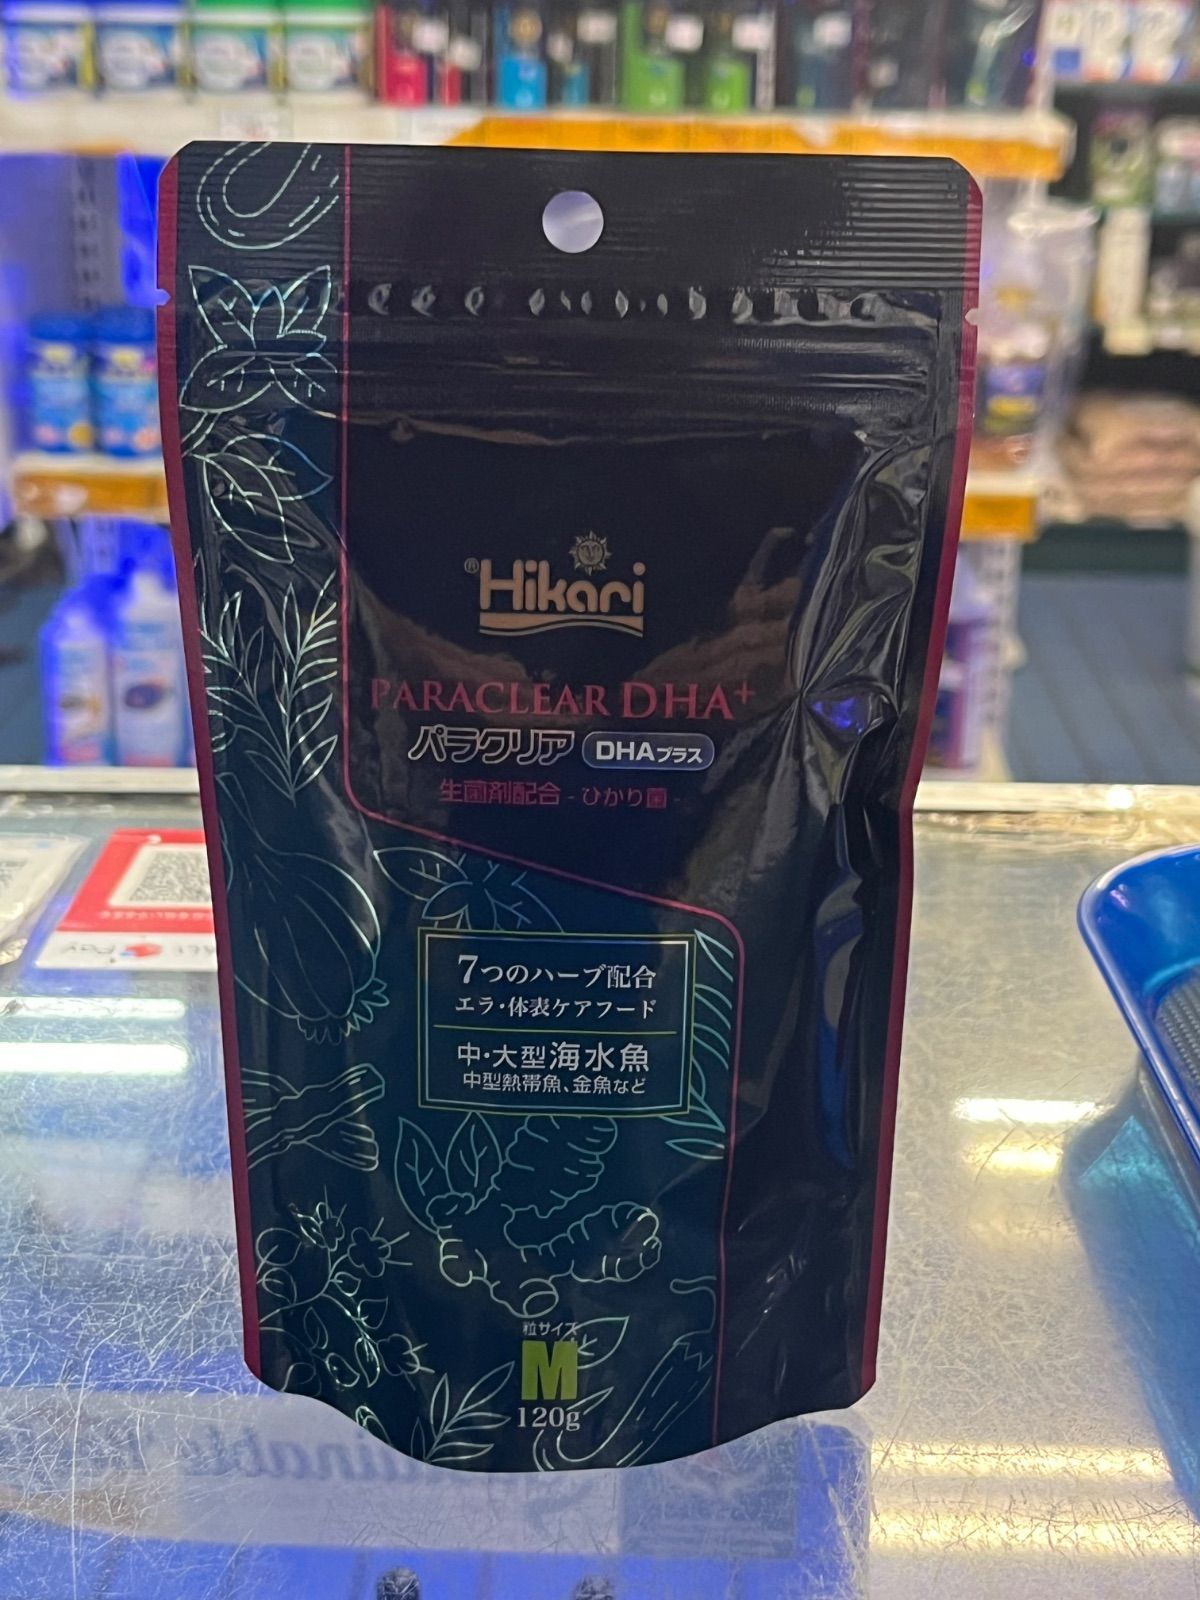 Hikari
PARACLEAR DHA+
パラクリア DHAプラス
生菌剤配合 - ひかり菌 -
7つのハーブ配合
エラ・体表ケアフード
中・大型海水魚
中型熱帯魚、金魚など
粒サイズ
M
120g